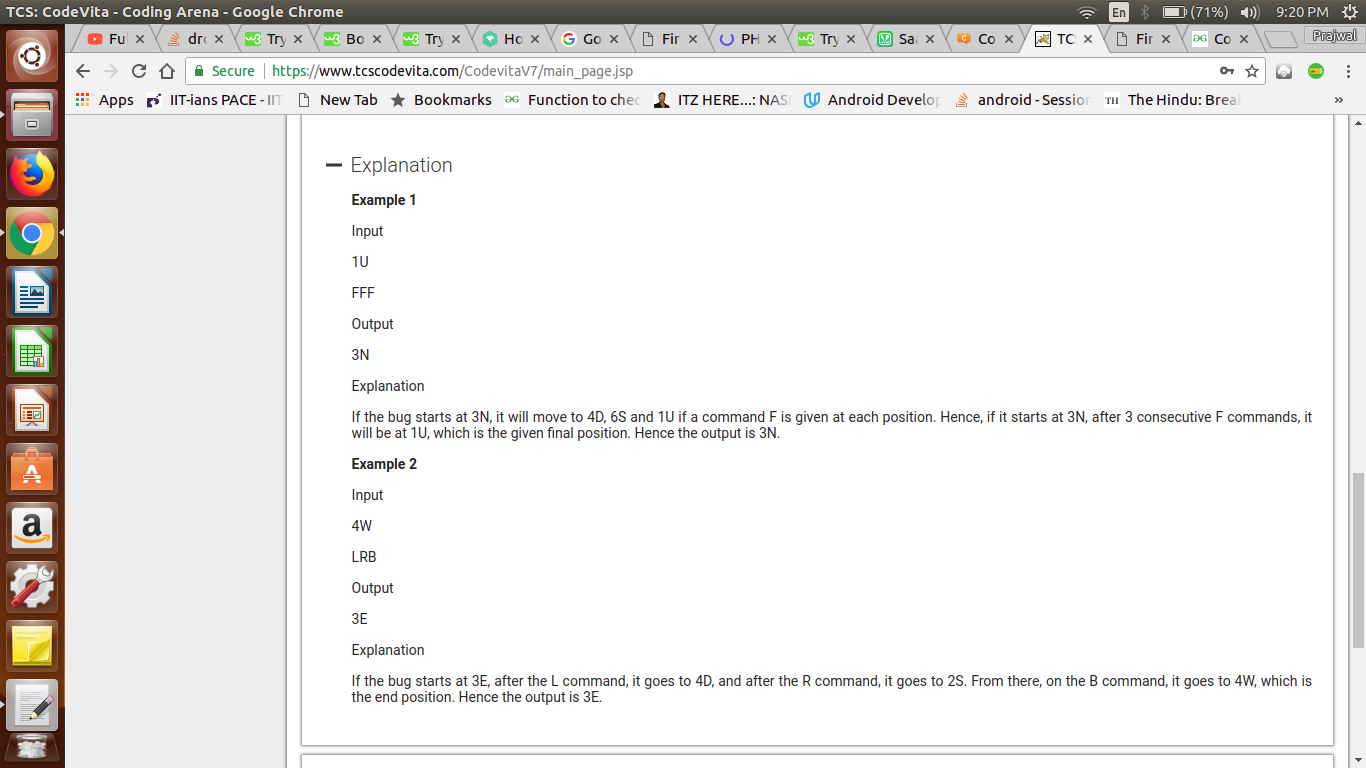 TCS: CodeVita - Coding Arena - Google Chrome
En
(71%)
9:20 PM
Fu
dr
Try
Bo
Try
Ho
Go
Fir
PH
Try
Sa
Co
TC
Fir
Co
Prajwal
Secure
https://www.tcscodevita.com/CodevitaV7/main_page.jsp
Apps
IIT-ians PACE - IIT
New Tab
Bookmarks
Function to chec
ITZ HERE...: NAS
Android Develop
android - Session
TH
The Hindu: Breal
»
Explanation
Example 1
Input
1U
FFF
Output
3N
Explanation
If the bug starts at 3N, it will move to 4D, 6S and 1U if a command F is given at each position. Hence, if it starts at 3N, after 3 consecutive F commands, it
will be at 1U, which is the given final position. Hence the output is 3N.
Example 2
Input
4W
LRB
Output
3E
Explanation
If the bug starts at 3E, after the L command, it goes to 4D, and after the R command, it goes to 2S. From there, on the B command, it goes to 4W, which is
the end position. Hence the output is 3E.